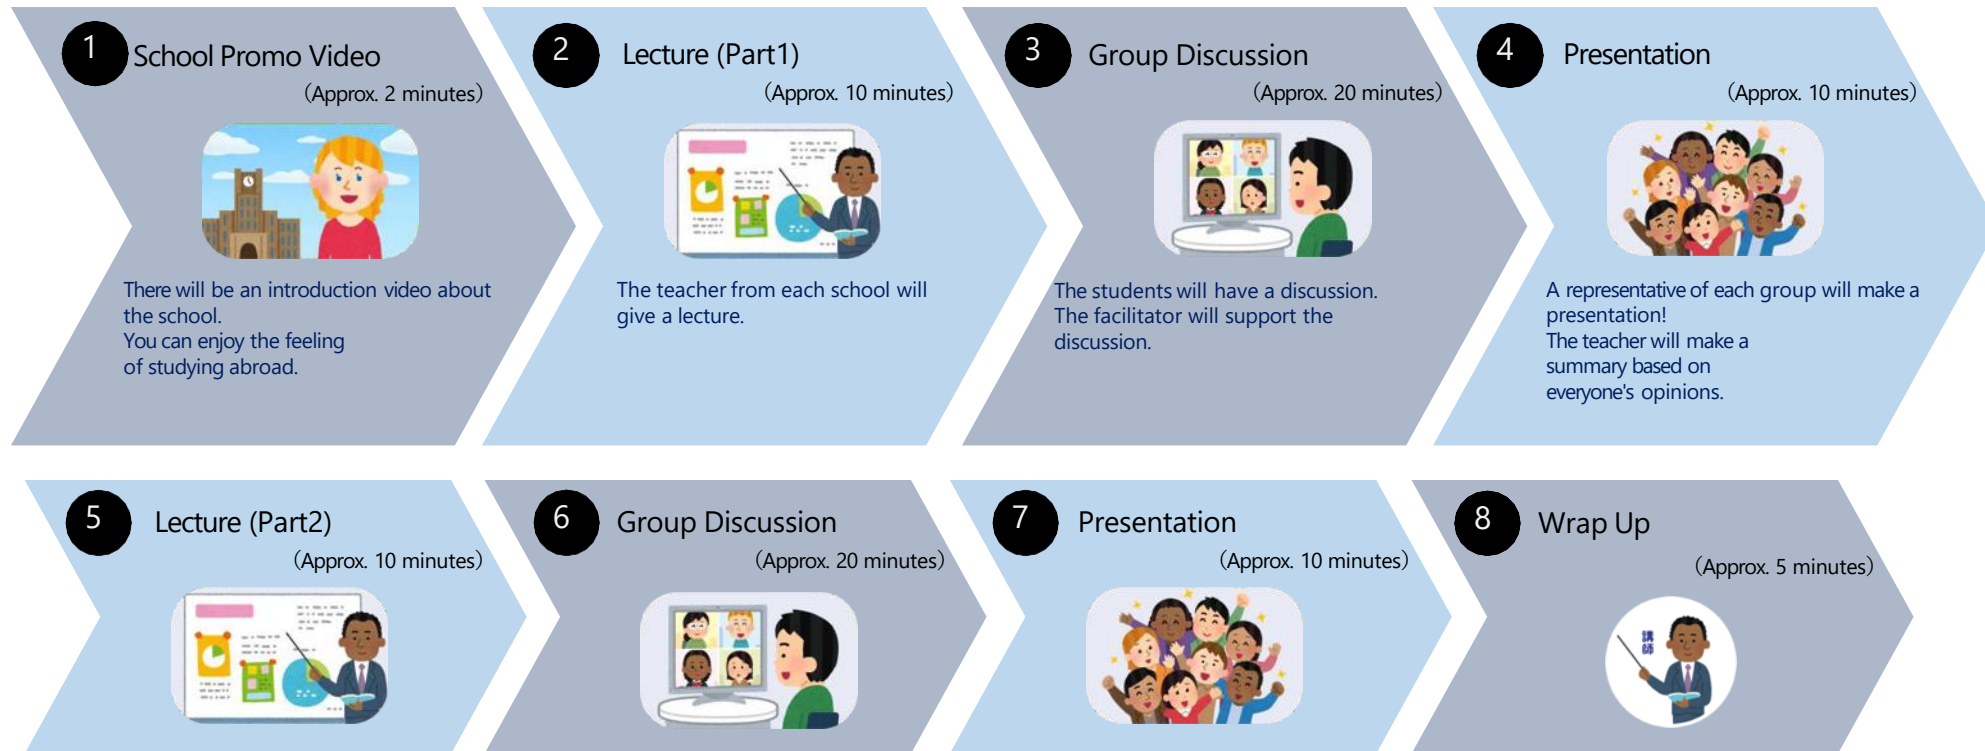 1
School Promo Video
（Approx. 2 minutes）
There will be an introduction video about
the school.
You can enjoy the feeling
of studying abroad.
2
Lecture (Part1)
（Approx. 10 minutes）
The teacher from each school will
give a lecture.
3
Group Discussion
（Approx. 20 minutes）
The students will have a discussion.
The facilitator will support the
discussion.
4
Presentation
（Approx. 10 minutes）
A representative of each group will make a
presentation!
The teacher will make a
summary based on
everyone's opinions.
5
Lecture (Part2)
（Approx. 10 minutes）
6
Group Discussion
（Approx. 20 minutes）
7
Presentation
（Approx. 10 minutes）
8
Wrap Up
（Approx. 5 minutes）
講師